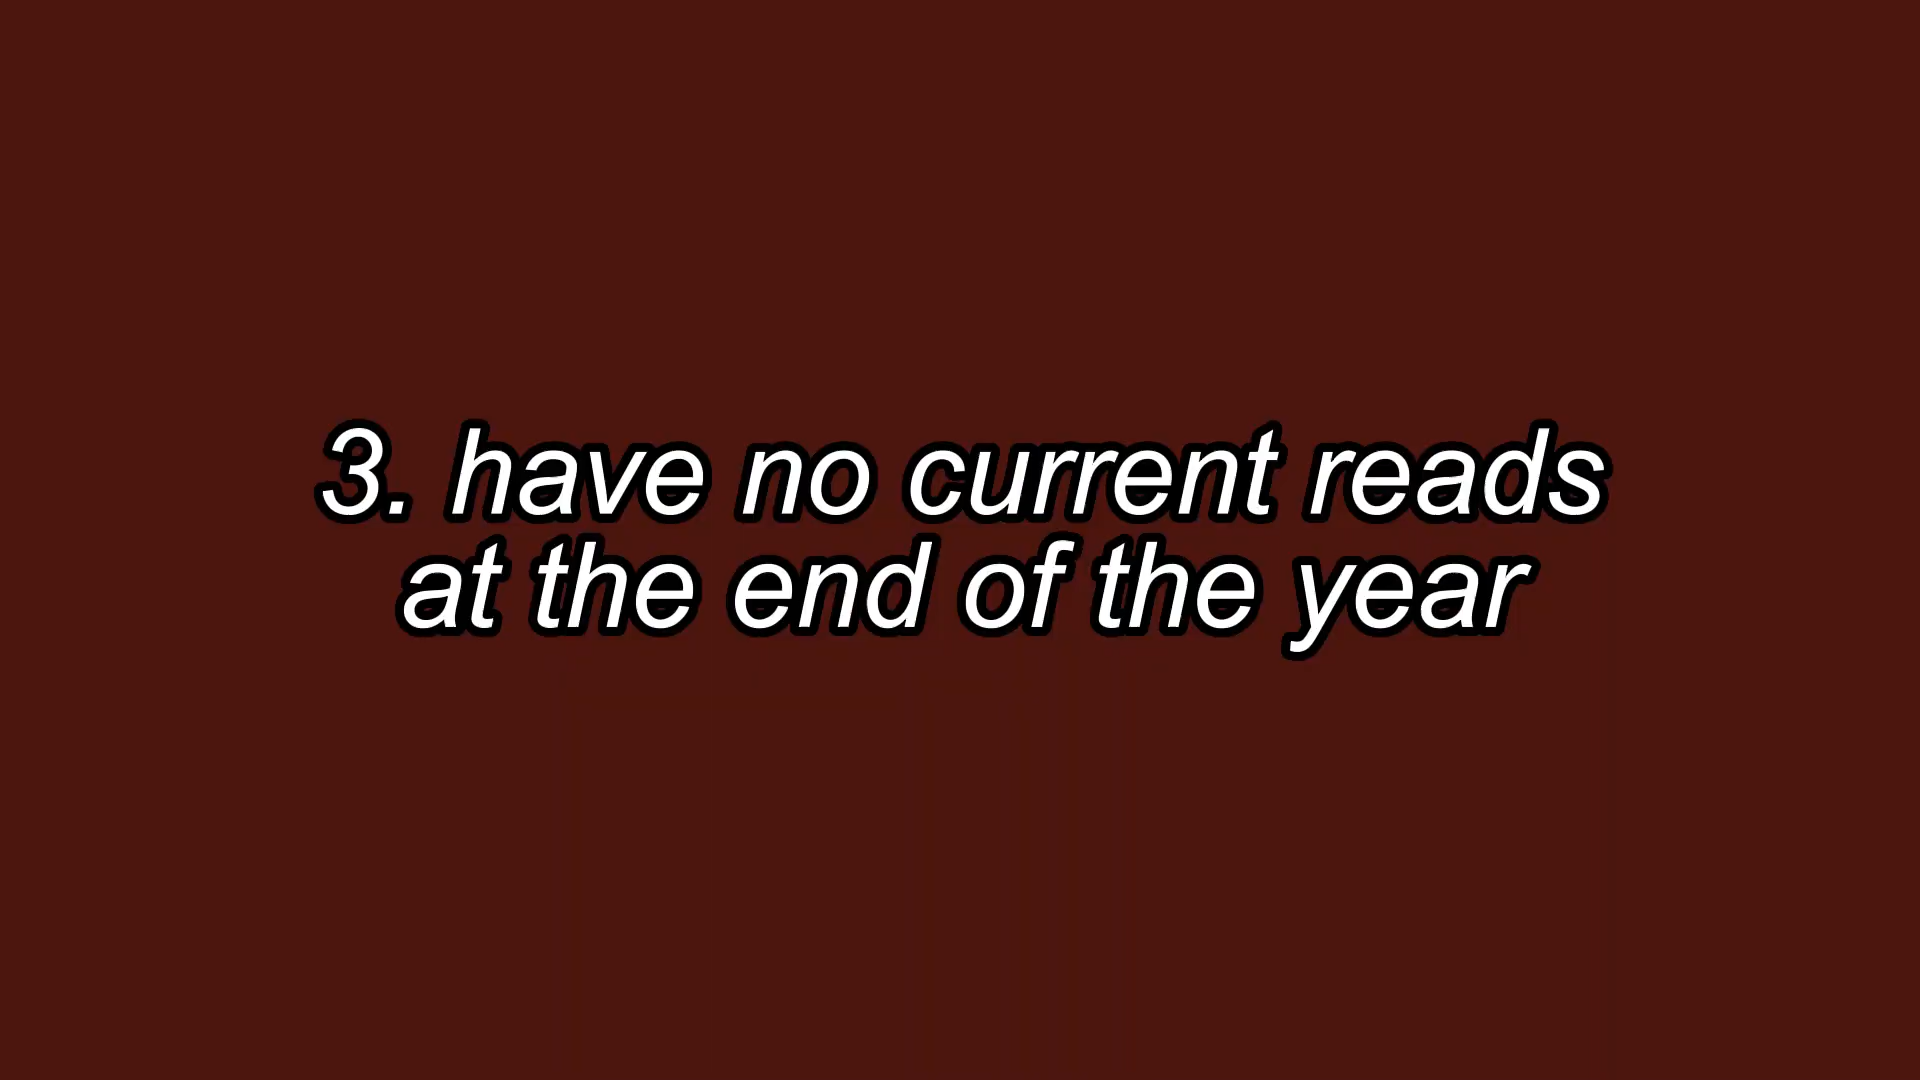 3. have no current reads
at the end of the year